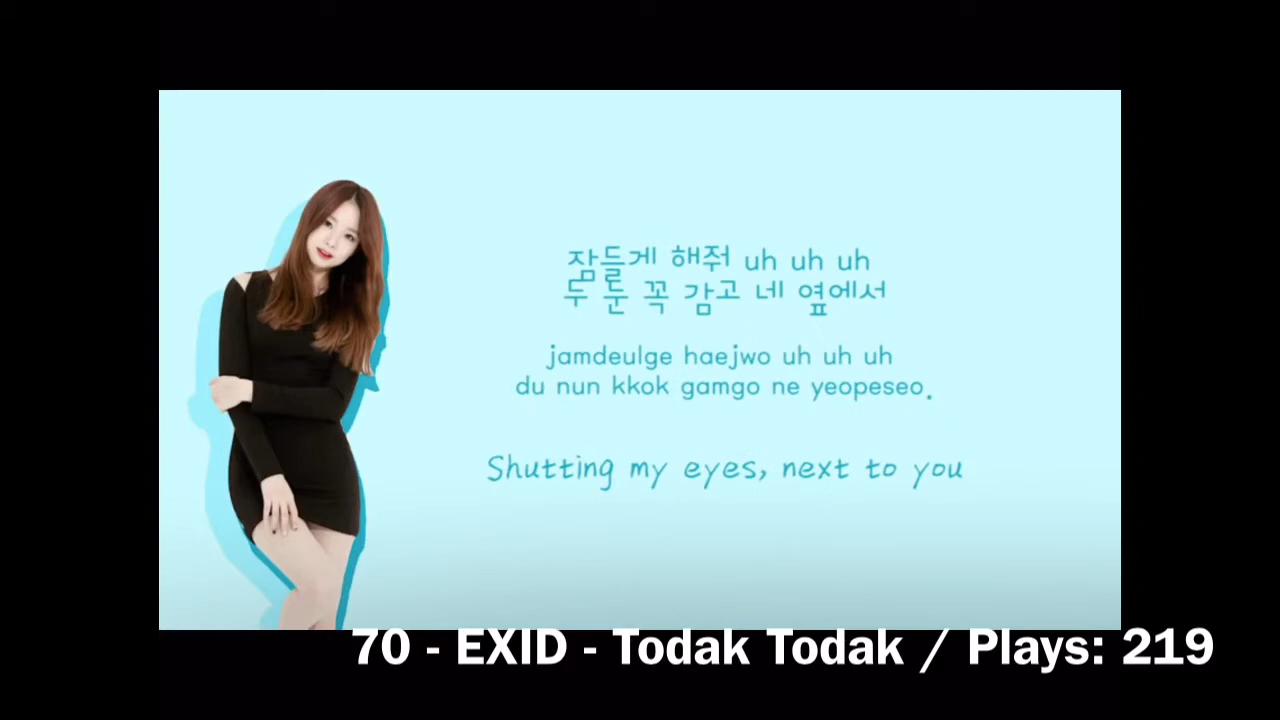 잠들게 해줘 uh uh uh
두 눈 꼭 감고 네 옆에서
jamdeulge haejwo uh uh uh
du nun kkok gamgo ne yeopeseo.
Shutting my eyes, next to you
70 - EXID - Todak Todak / Plays: 219